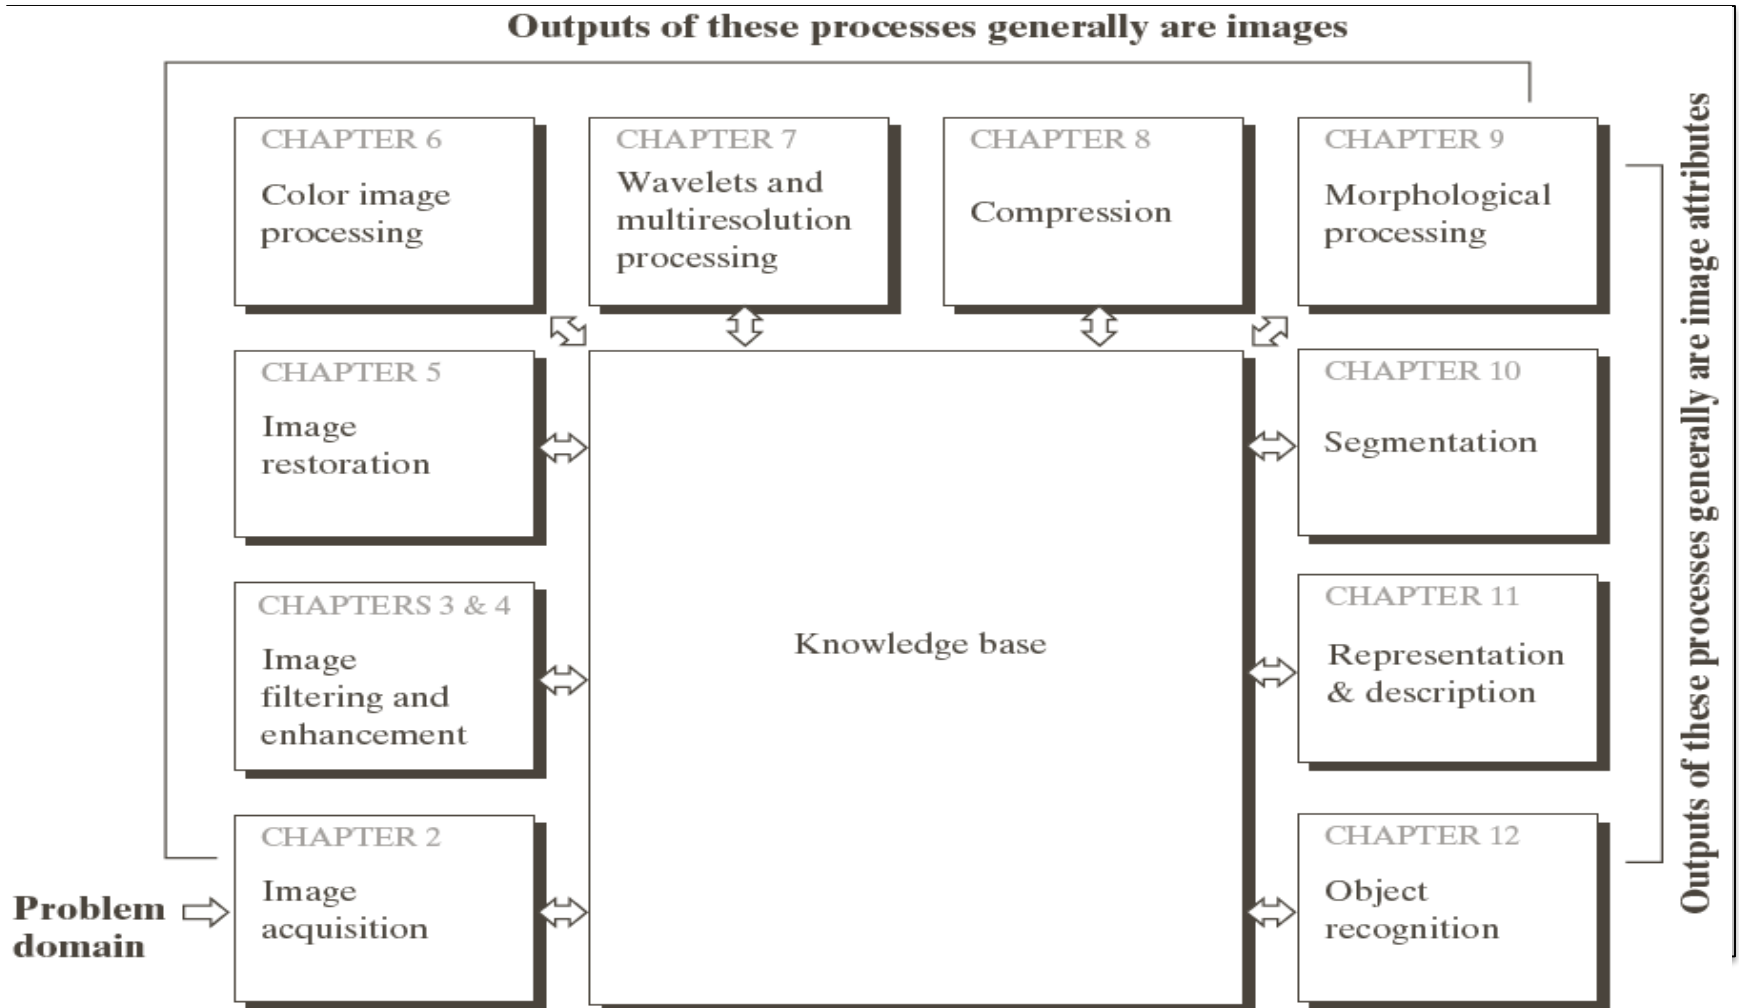 Outputs of these processes generally are images
CHAPTER 6
Color image
processing
CHAPTER 7
Wavelets and
multiresolution
processing
CHAPTER 8
Compression
CHAPTER 9
Morphological
processing
Outputs of these processes generally are image attributes
CHAPTER 5
Image
restoration
CHAPTER 10
Segmentation
CHAPTERS 3 & 4
Image
filtering and
enhancement
Knowledge base
CHAPTER 11
Representation
& description
Problem
domain
CHAPTER 2
Image
acquisition
CHAPTER 12
Object
recognition